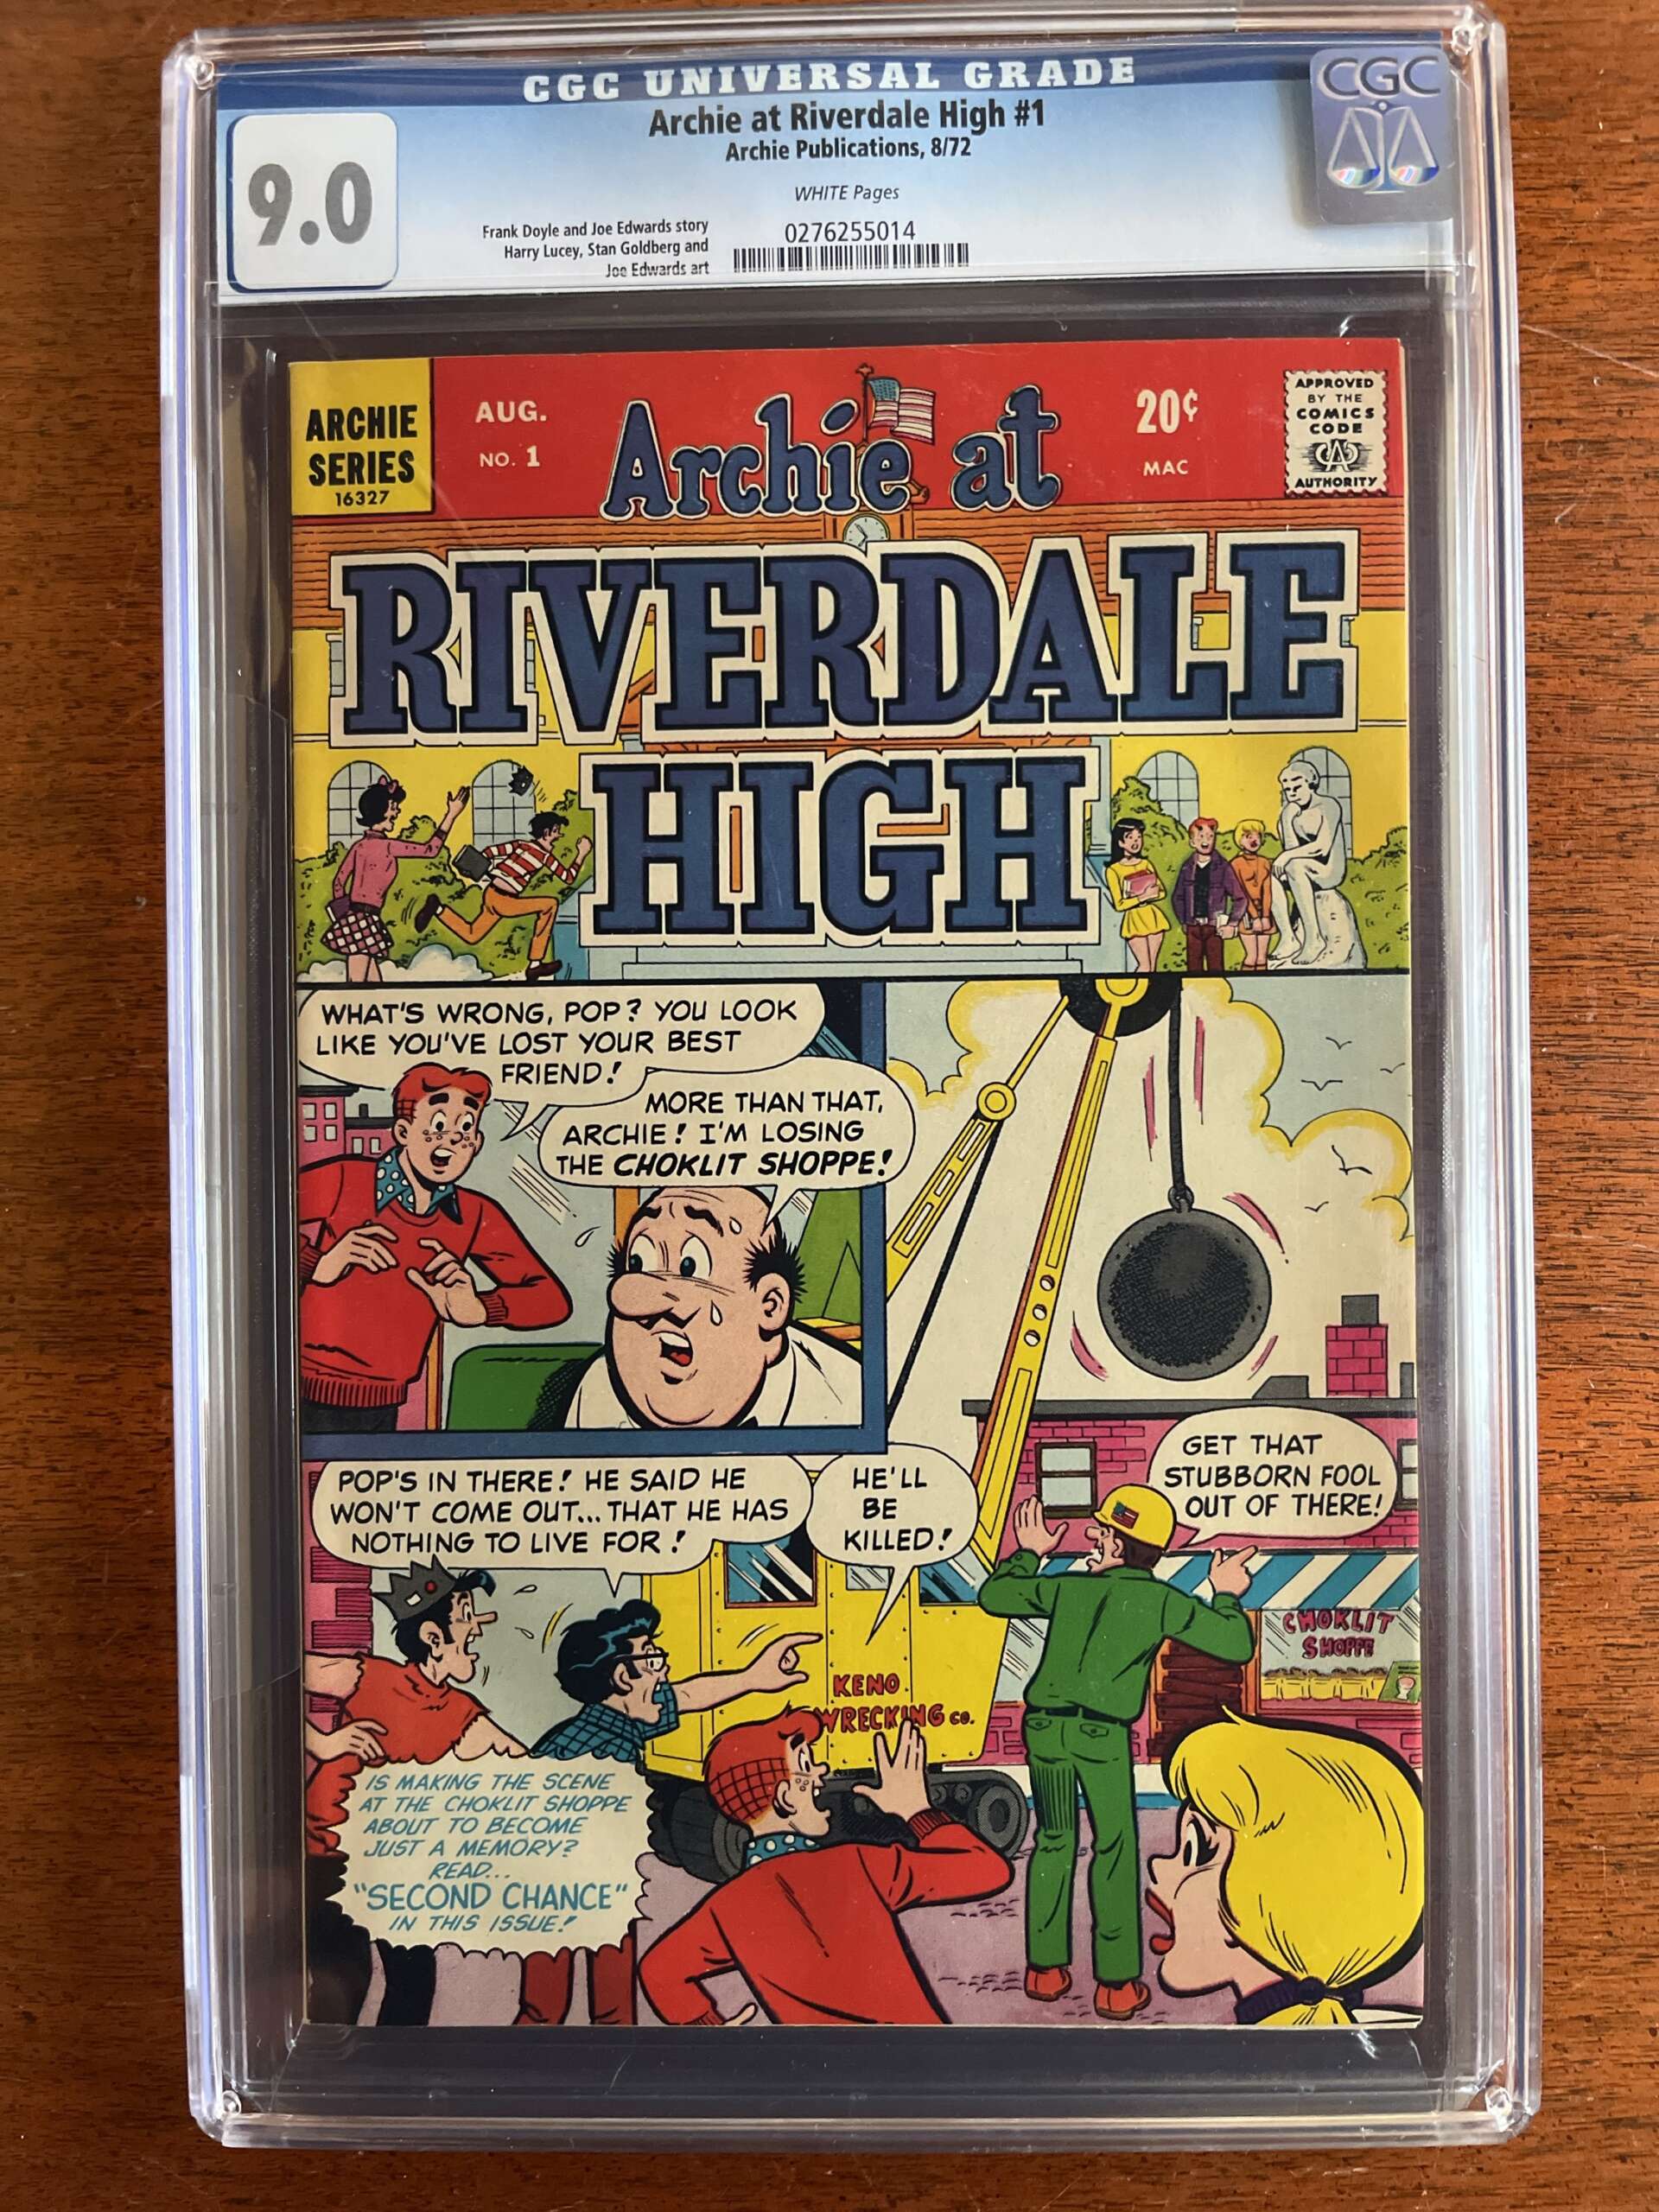 CGC UNIVERSAL GRADE
CGC
9.0
Archie at Riverdale High #1
Archie Publications, 8/72
WHITE Pages
Frank Doyle and Joe Edwards story
Harry Lucey, Stan Goldberg and
Joe Edwards art
0276255014
ARCHIE
SERIES
16327
AUG.
NO. 1
Archie at
20¢
MAC
APPROVED
BY THE
COMICS
CODE
CA
AUTHORITY
RIVERDALE
HIGH
WHAT'S WRONG, POP? YOU LOOK
LIKE YOU'VE LOST YOUR BEST
FRIEND!
MORE THAN THAT,
ARCHIE! I'M LOSING
THE CHOKLIT SHOPPE!
POP'S IN THERE! HE SAID HE
WON'T COME OUT... THAT HE HAS
NOTHING TO LIVE FOR!
HE'LL
BE
KILLED!
GET THAT
STUBBORN FOOL
OUT OF THERE!
CHOKLIT
SHOPPE
KENO
WRECKING CO.
IS MAKING THE SCENE
AT THE CHOKLIT SHOPPE
ABOUT TO BECOME
JUST A MEMORY?
READ...
"SECOND CHANCE"
IN THIS ISSUE!